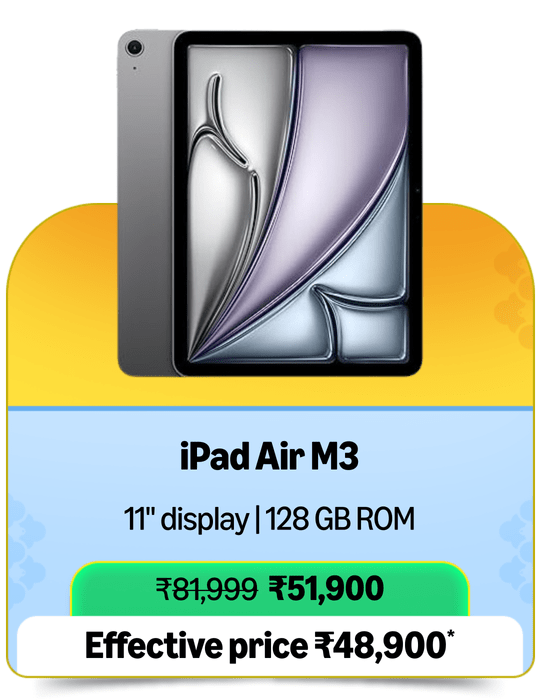 iPad Air M3
11" display | 128 GB ROM
₹81,999 ₹51,900
Effective price ₹48,900*